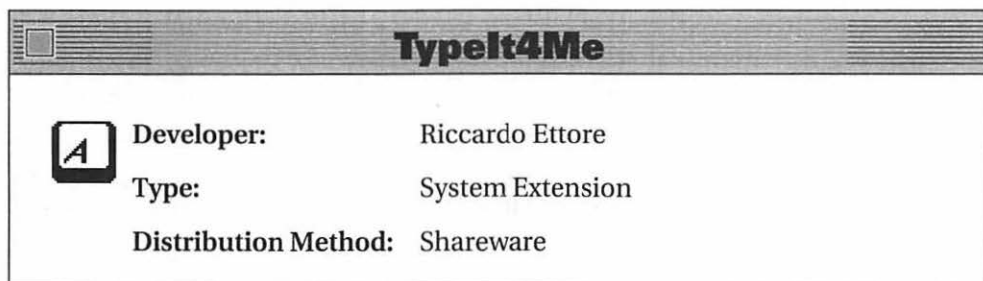 TypeIt4Me
A
Developer: Riccardo Ettore
Type: System Extension
Distribution Method: Shareware